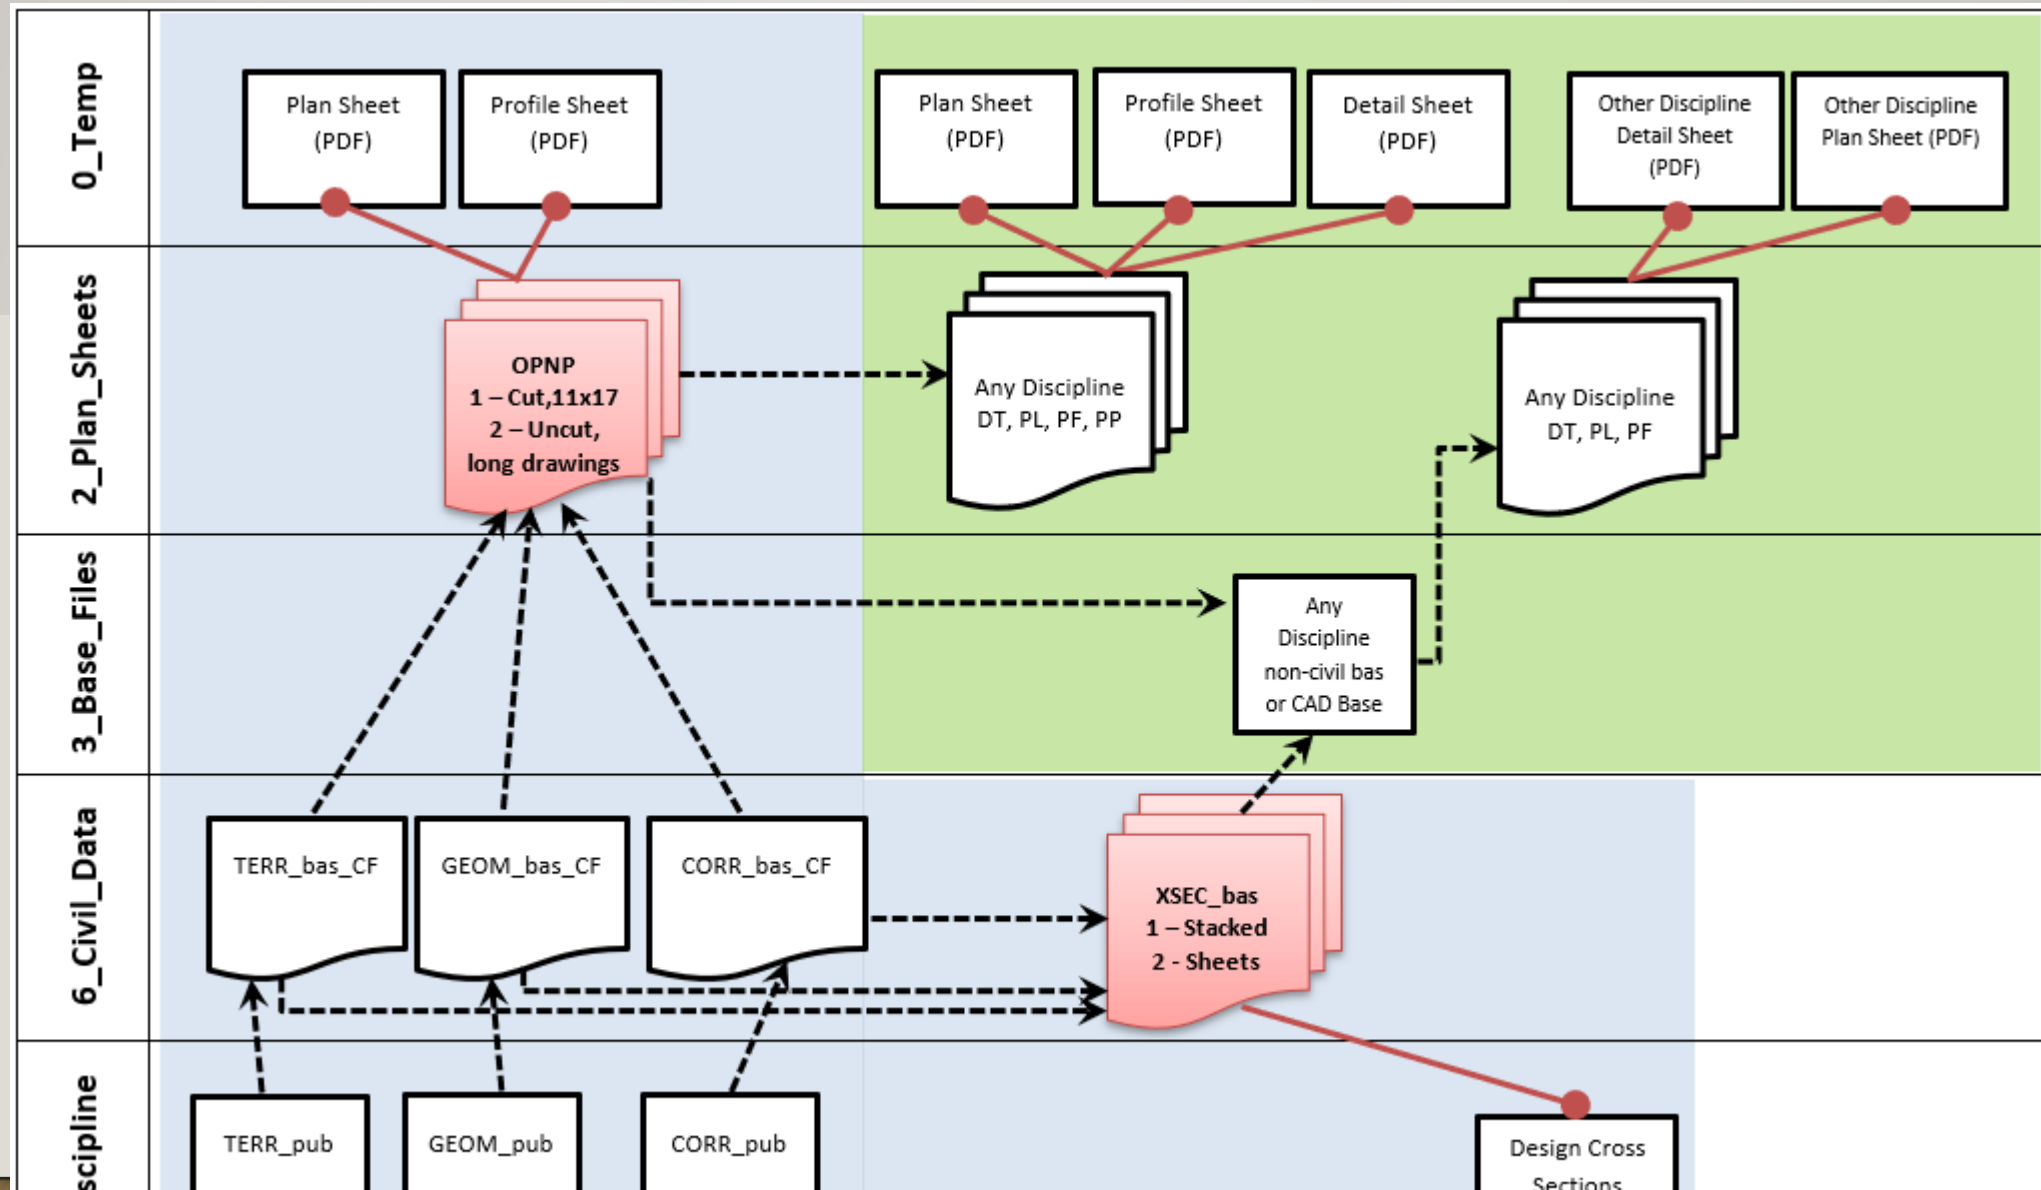 0_Temp
Plan Sheet
(PDF)
Profile Sheet
(PDF)
Plan Sheet
(PDF)
Profile Sheet
(PDF)
Detail Sheet
(PDF)
Other Discipline
Detail Sheet
(PDF)
Other Discipline
Plan Sheet (PDF)
2_Plan_Sheets
OPNP
1 – Cut,11x17
2 – Uncut,
long drawings
Any Discipline
DT, PL, PF, PP
Any Discipline
DT, PL, PF
3_Base_Files
Any
Discipline
non-civil bas
or CAD Base
6_Civil_Data
TERR_bas_CF
GEOM_bas_CF
CORR_bas_CF
XSEC_bas
1 – Stacked
2 - Sheets
scipline
TERR_pub
GEOM_pub
CORR_pub
Design Cross
Sections